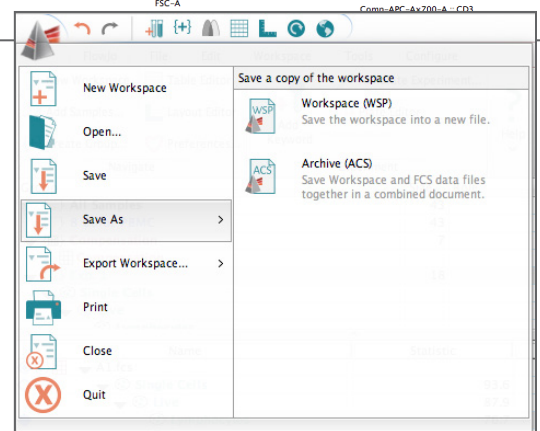 FSC-A
Comp-APC-Ax700-A :: CD3
New Workspace
Open...
Save
Save As
Export Workspace...
Print
Close
Quit
Save a copy of the workspace
WSP
Workspace (WSP)
Save the workspace into a new file.
ACS
Archive (ACS)
Save Workspace and FCS data files
together in a combined document.